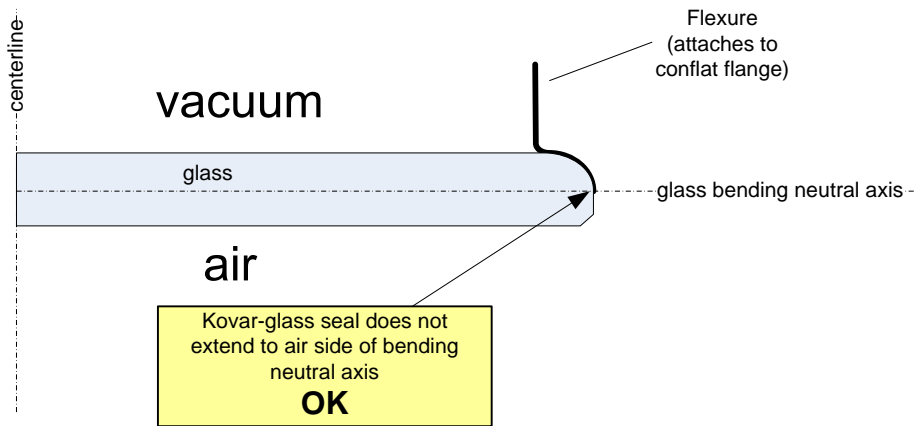 centerline
Flexure
(attaches to
conflat flange)
vacuum
glass
glass bending neutral axis
air
Kovar-glass seal does not
extend to air side of bending
neutral axis
OK